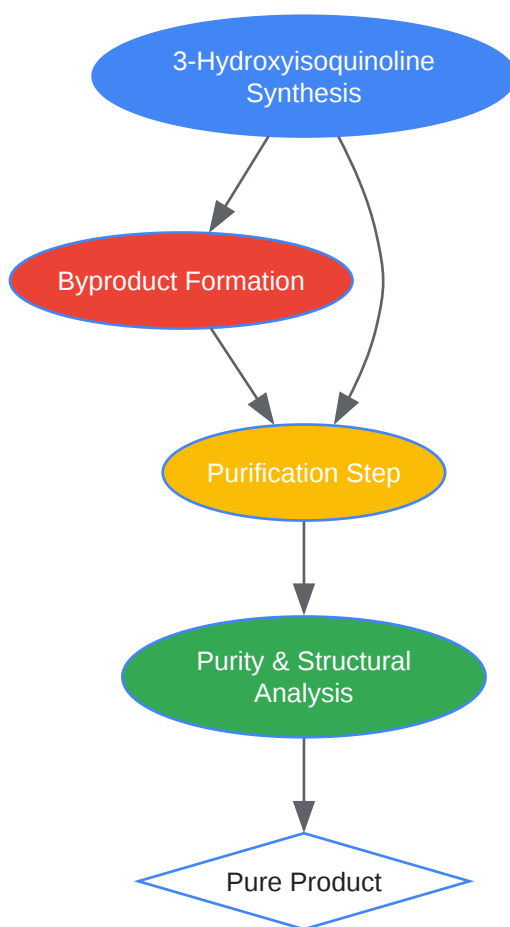 3-Hydroxyisoquinoline
Synthesis
Byproduct Formation
Purification Step
Purity & Structural
Analysis
Pure Product